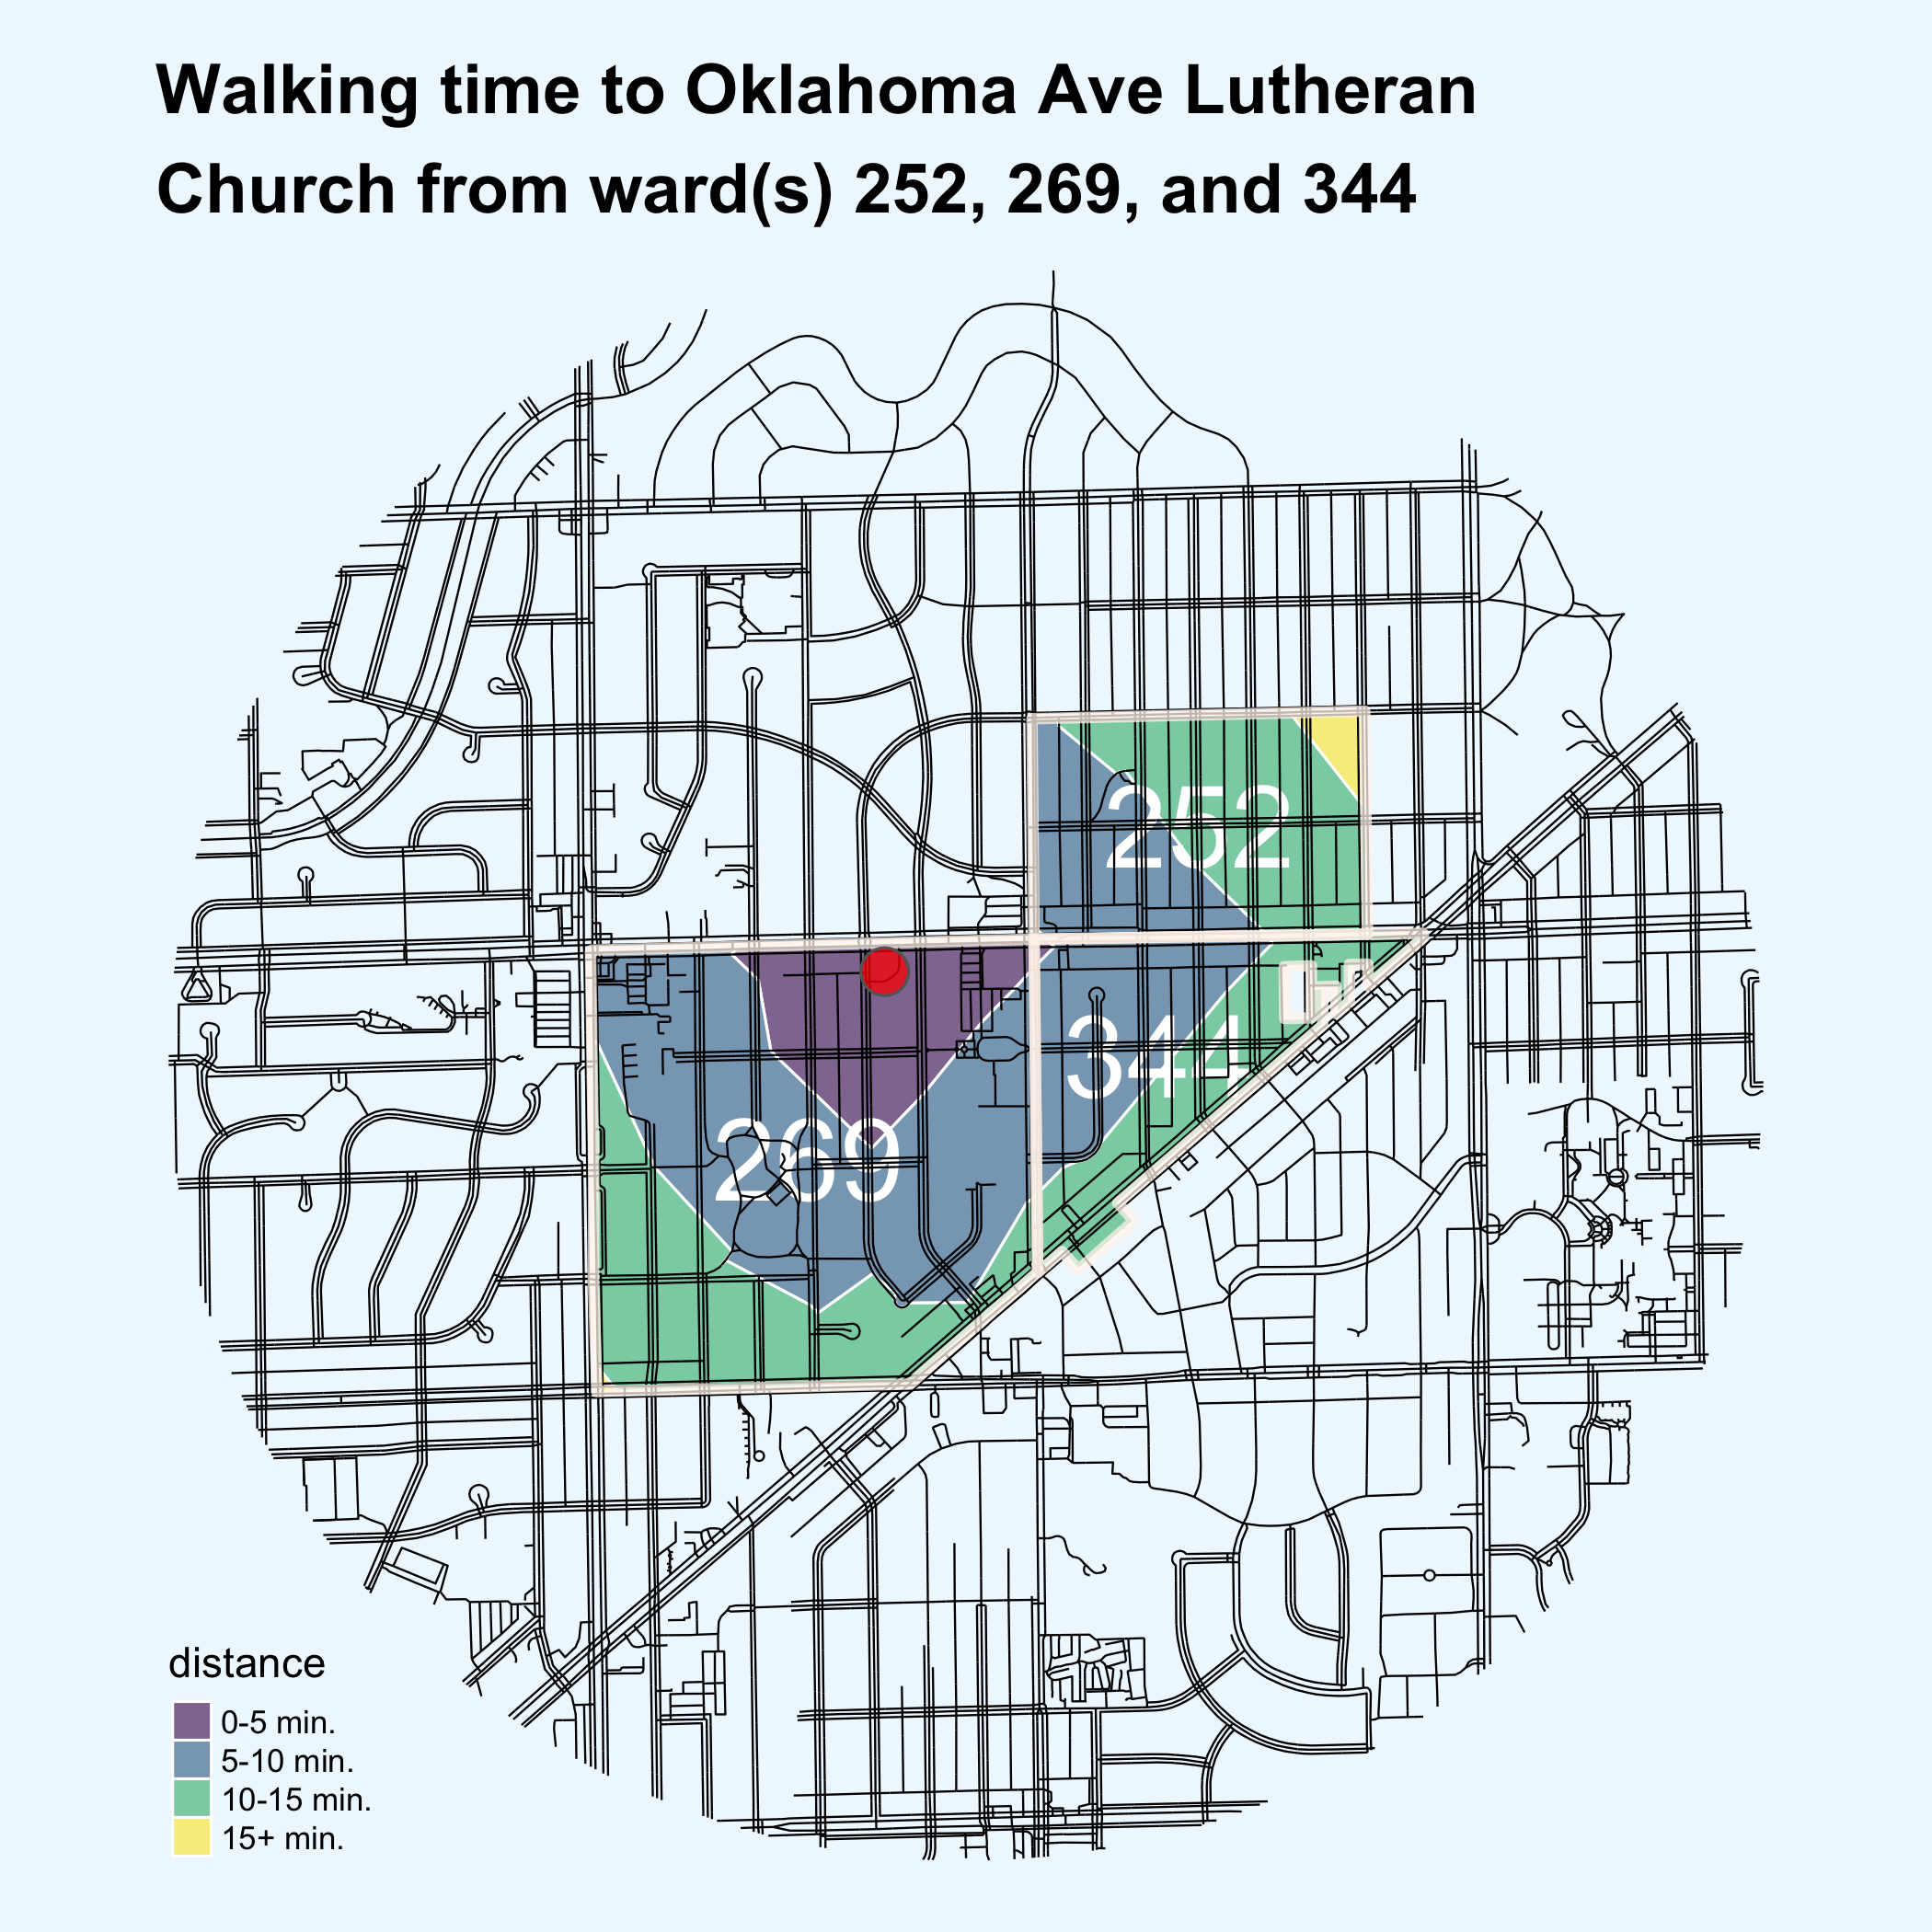 Walking time to Oklahoma Ave Lutheran
Church from ward(s) 252, 269, and 344
252
344
269
distance
0-5 min.
5-10 min.
10-15 min.
15+ min.